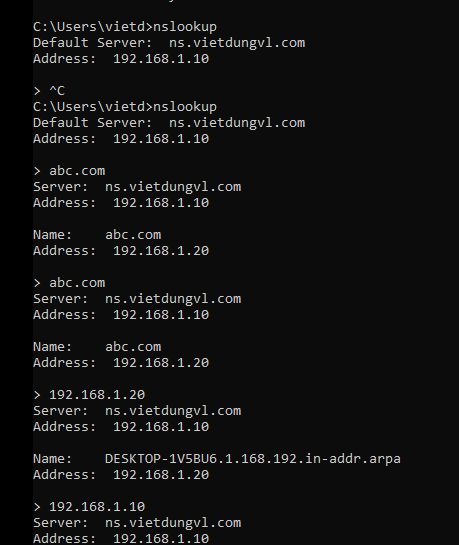 C:\Users\vietd>nslookup
Default Server:  ns.vietdungvl.com
Address:  192.168.1.10
> ^C
C:\Users\vietd>nslookup
Default Server:  ns.vietdungvl.com
Address:  192.168.1.10
> abc.com
Server:  ns.vietdungvl.com
Address:  192.168.1.10
Name:    abc.com
Address:  192.168.1.20
> abc.com
Server:  ns.vietdungvl.com
Address:  192.168.1.10
Name:    abc.com
Address:  192.168.1.20
> 192.168.1.20
Server:  ns.vietdungvl.com
Address:  192.168.1.10
Name:    DESKTOP-1V5BU6.1.168.192.in-addr.arpa
Address:  192.168.1.20
> 192.168.1.10
Server:  ns.vietdungvl.com
Address:  192.168.1.10